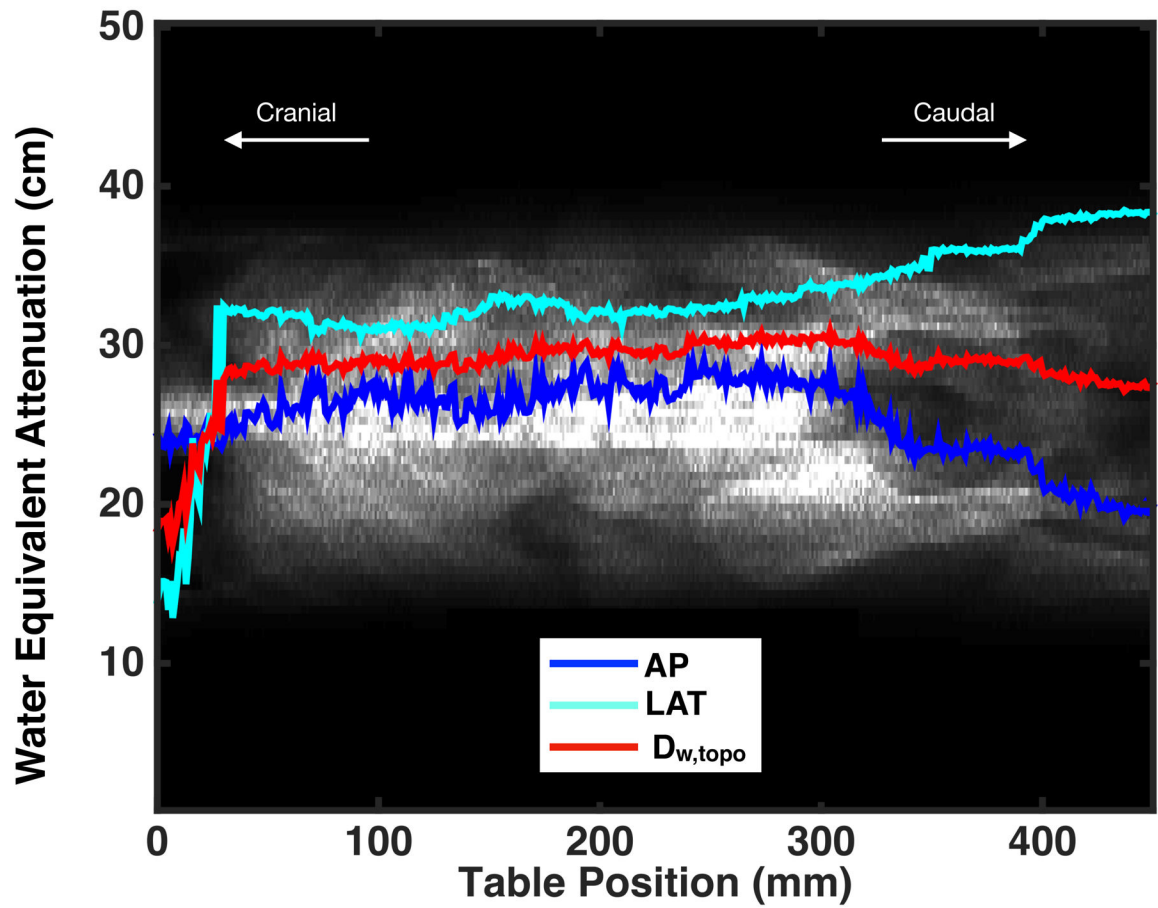 50
40
30
20
10
Water Equivalent Attenuation (cm)
Cranial
Caudal
AP
LAT
Dw,topo
0
100
200
300
400
Table Position (mm)